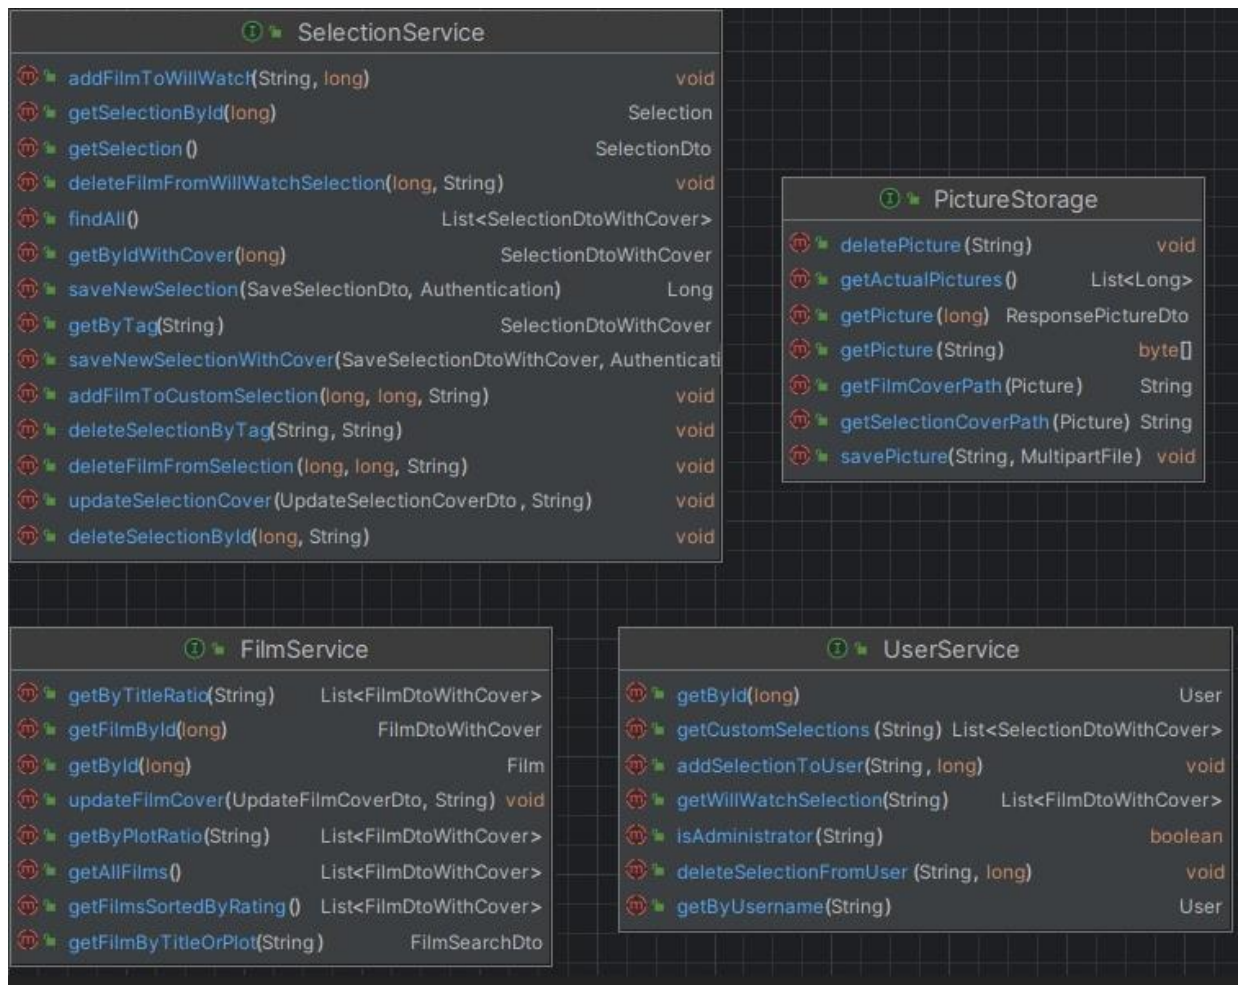 SelectionService
addFilmToWillWatch(String, long) void
getSelectionById(long) Selection
getSelection() SelectionDto
deleteFilmFromWillWatchSelection(long, String) void
findAll() List<SelectionDtoWithCover>
getByIdWithCover(long) SelectionDtoWithCover
saveNewSelection(SaveSelectionDto, Authentication) Long
getByTag(String) SelectionDtoWithCover
saveNewSelectionWithCover(SaveSelectionDtoWithCover, Authenticati
addFilmToCustomSelection(long, long, String) void
deleteSelectionByTag(String, String) void
deleteFilmFromSelection(long, long, String) void
updateSelectionCover(UpdateSelectionCoverDto, String) void
deleteSelectionById(long, String) void
PictureStorage
deletePicture(String) void
getActualPictures() List<Long>
getPicture(long) ResponsePictureDto
getPicture(String) byte[]
getFilmCoverPath(Picture) String
getSelectionCoverPath(Picture) String
savePicture(String, MultipartFile) void
FilmService
getByTitleRatio(String) List<FilmDtoWithCover>
getFilmById(long) FilmDtoWithCover
getById(long) Film
updateFilmCover(UpdateFilmCoverDto, String) void
getByPlotRatio(String) List<FilmDtoWithCover>
getAllFilms() List<FilmDtoWithCover>
getFilmsSortedByRating() List<FilmDtoWithCover>
getFilmByTitleOrPlot(String) FilmSearchDto
UserService
getById(long) User
getCustomSelections(String) List<SelectionDtoWithCover>
addSelectionToUser(String, long) void
getWillWatchSelection(String) List<FilmDtoWithCover>
isAdministrator(String) boolean
deleteSelectionFromUser(String, long) void
getByUsername(String) User